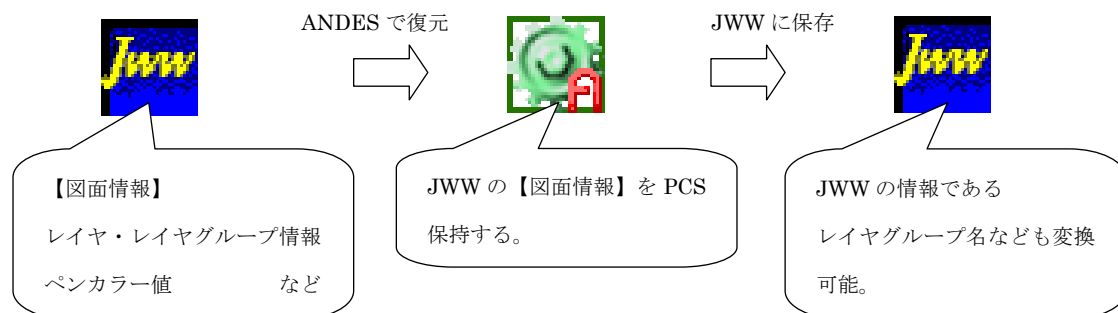 ANDES で復元
JWW に保存
Jww
Jww
【図面情報】
レイヤ・レイヤグループ情報
ペンカラー値 など
JWW の【図面情報】を PCS
保持する。
JWW の情報である
レイヤグループ名なども変換
可能。